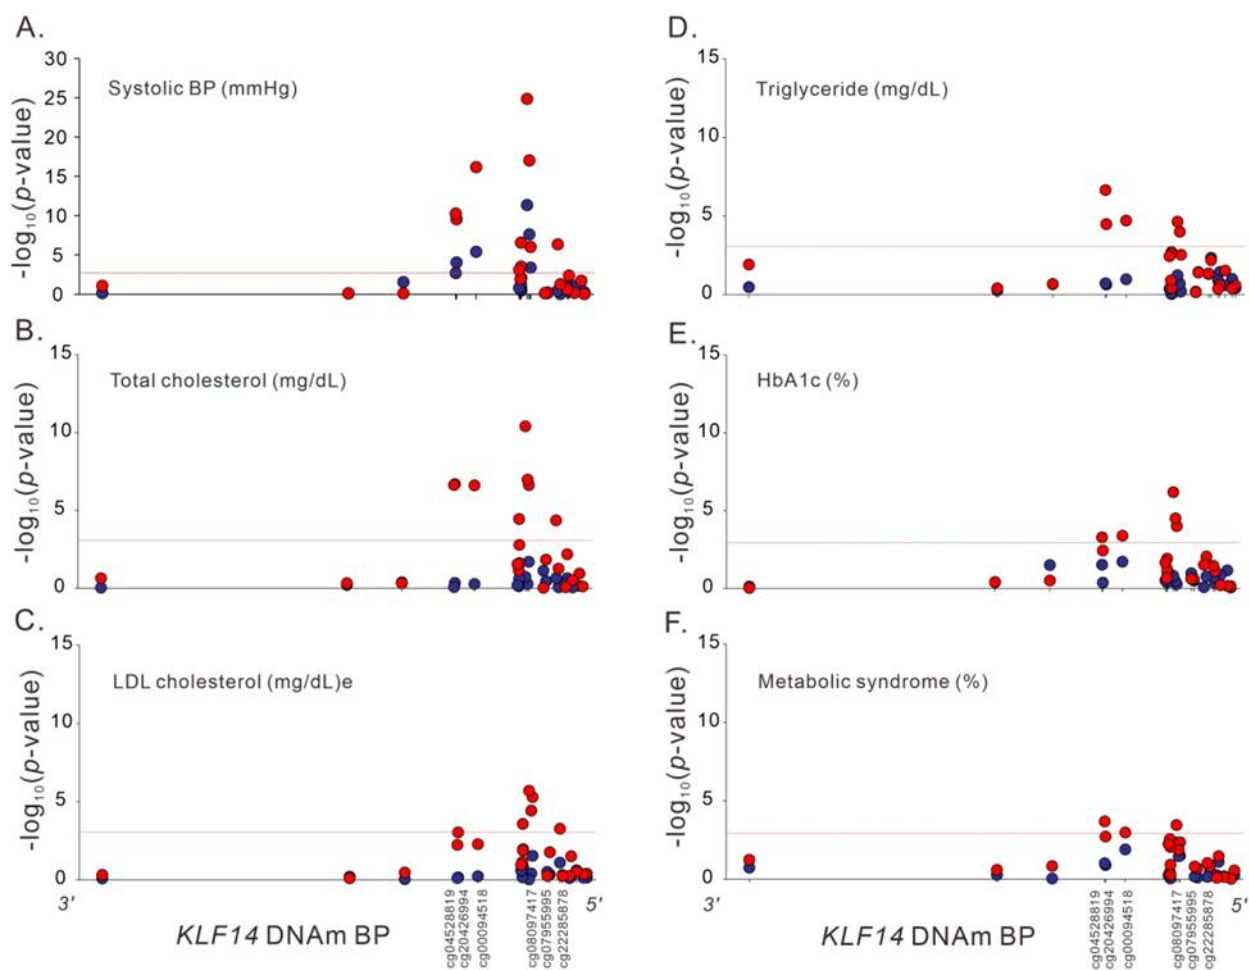 A.
30
25
20
15
10
5
0
-log10(p-value)
Systolic BP (mmHg)
B.
15
10
5
0
-log10(p-value)
Total cholesterol (mg/dL)
C.
15
10
5
0
-log10(p-value)
LDL cholesterol (mg/dL)e
3'
cg04528819
cg20426994
cg00094518
cg08097417
cg07955995
cg22285878
5'
KLF14 DNAm BP
D.
15
10
5
0
-log10(p-value)
Triglyceride (mg/dL)
E.
15
10
5
0
-log10(p-value)
HbA1c (%)
F.
15
10
5
0
-log10(p-value)
Metabolic syndrome (%)
3'
cg04528819
cg20426994
cg00094518
cg08097417
cg07955995
cg22285878
5'
KLF14 DNAm BP